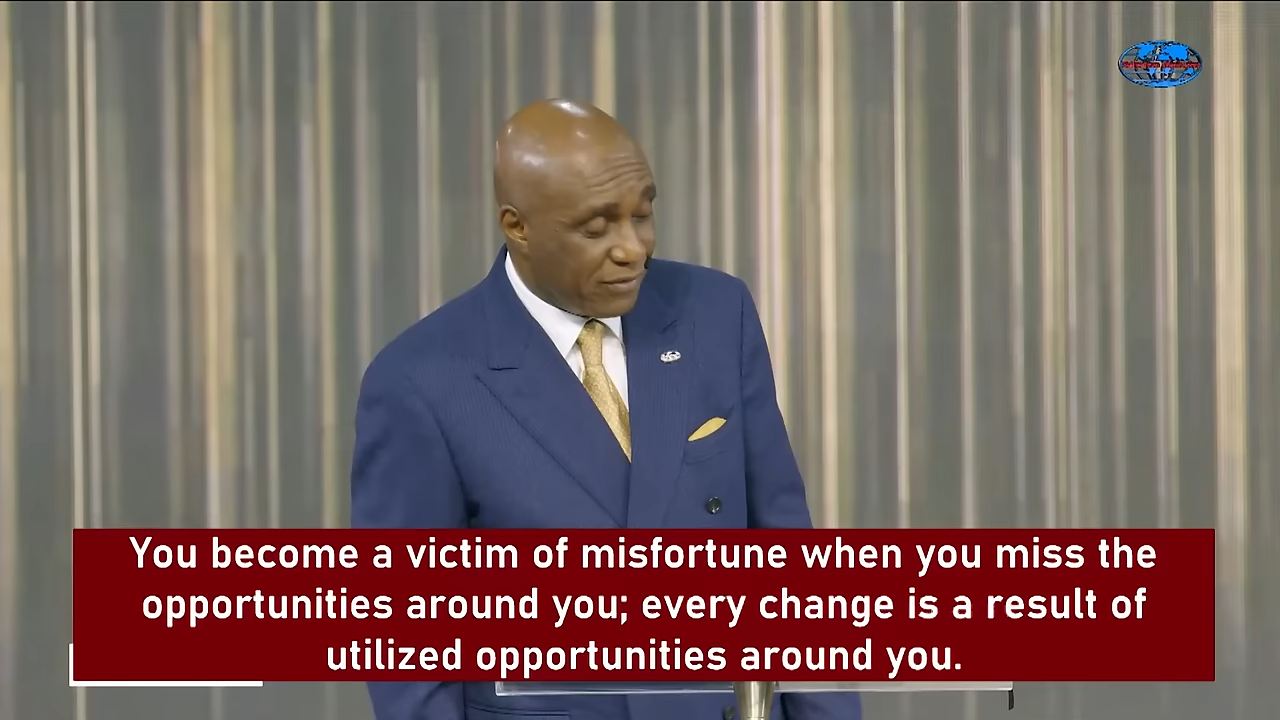 You become a victim of misfortune when you miss the
opportunities around you; every change is a result of
utilized opportunities around you.